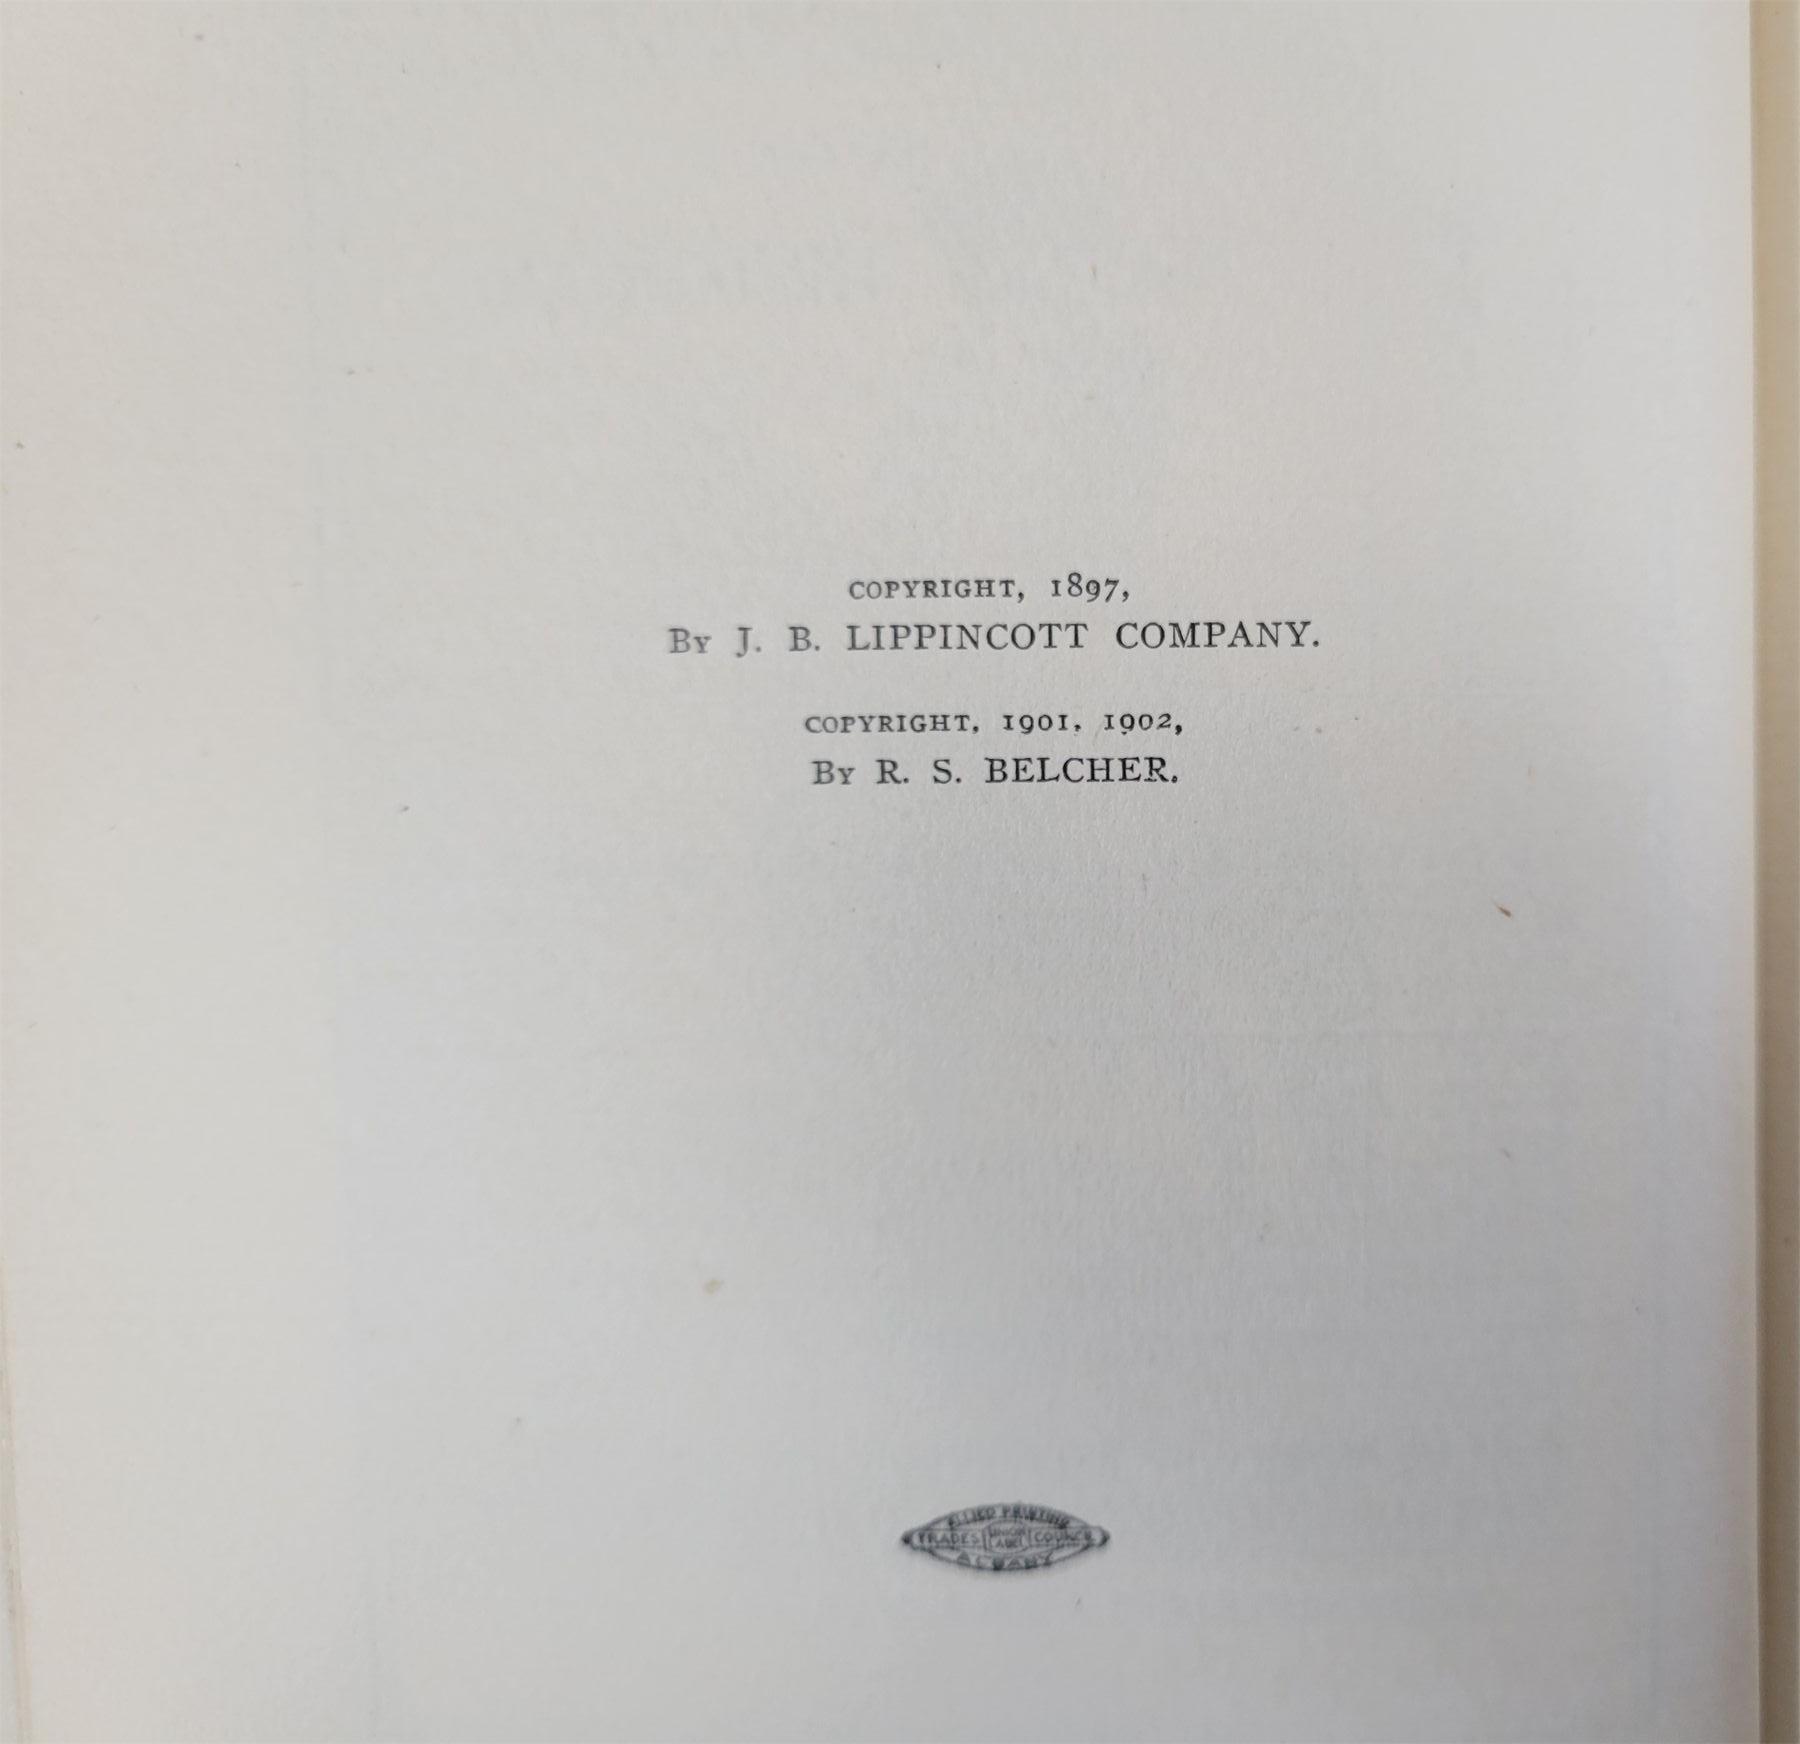 COPYRIGHT, 1897,
BY J. B. LIPPINCOTT COMPANY.
COPYRIGHT, 1901, 1902,
BY R. S. BELCHER.
ALLIED PRINTING
TRADES UNION LABEL COUNCIL
ALBANY